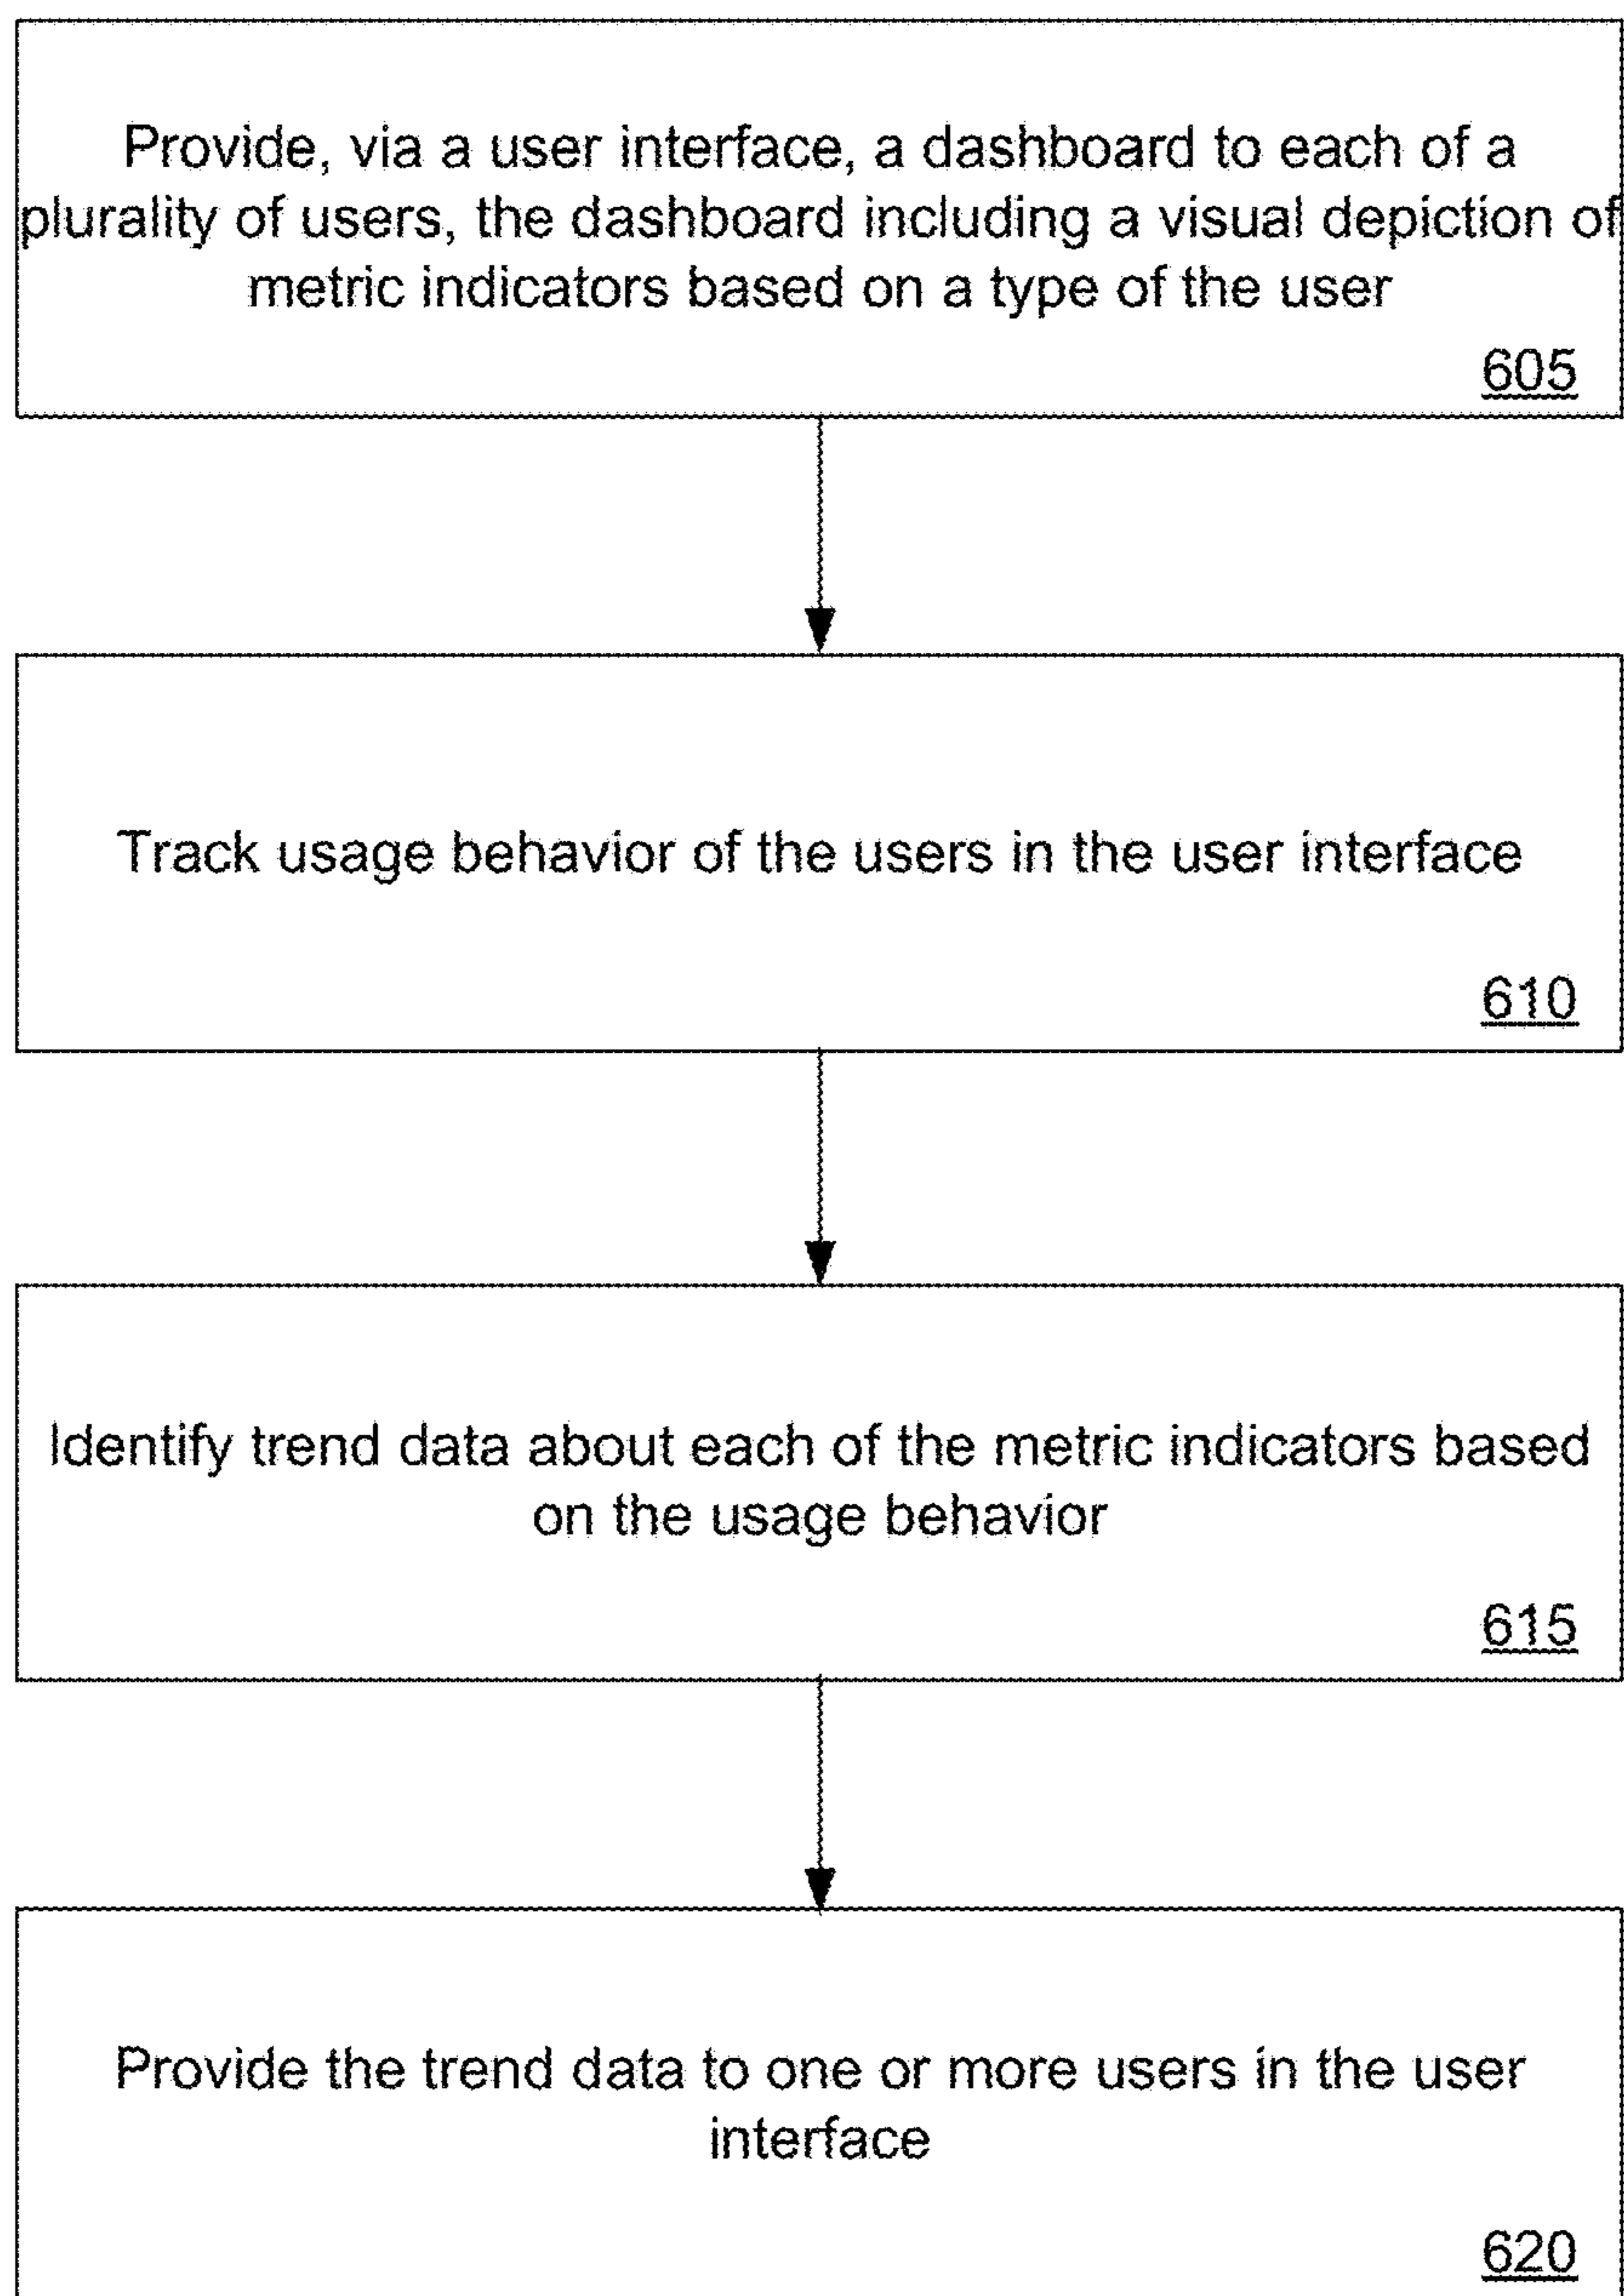 Provide, via a user interface, a dashboard to each of a
plurality of users, the dashboard including a visual depiction of
metric indicators based on a type of the user
605
Track usage behavior of the users in the user interface
610
Identify trend data about each of the metric indicators based
on the usage behavior
615
Provide the trend data to one or more users in the user
interface
620